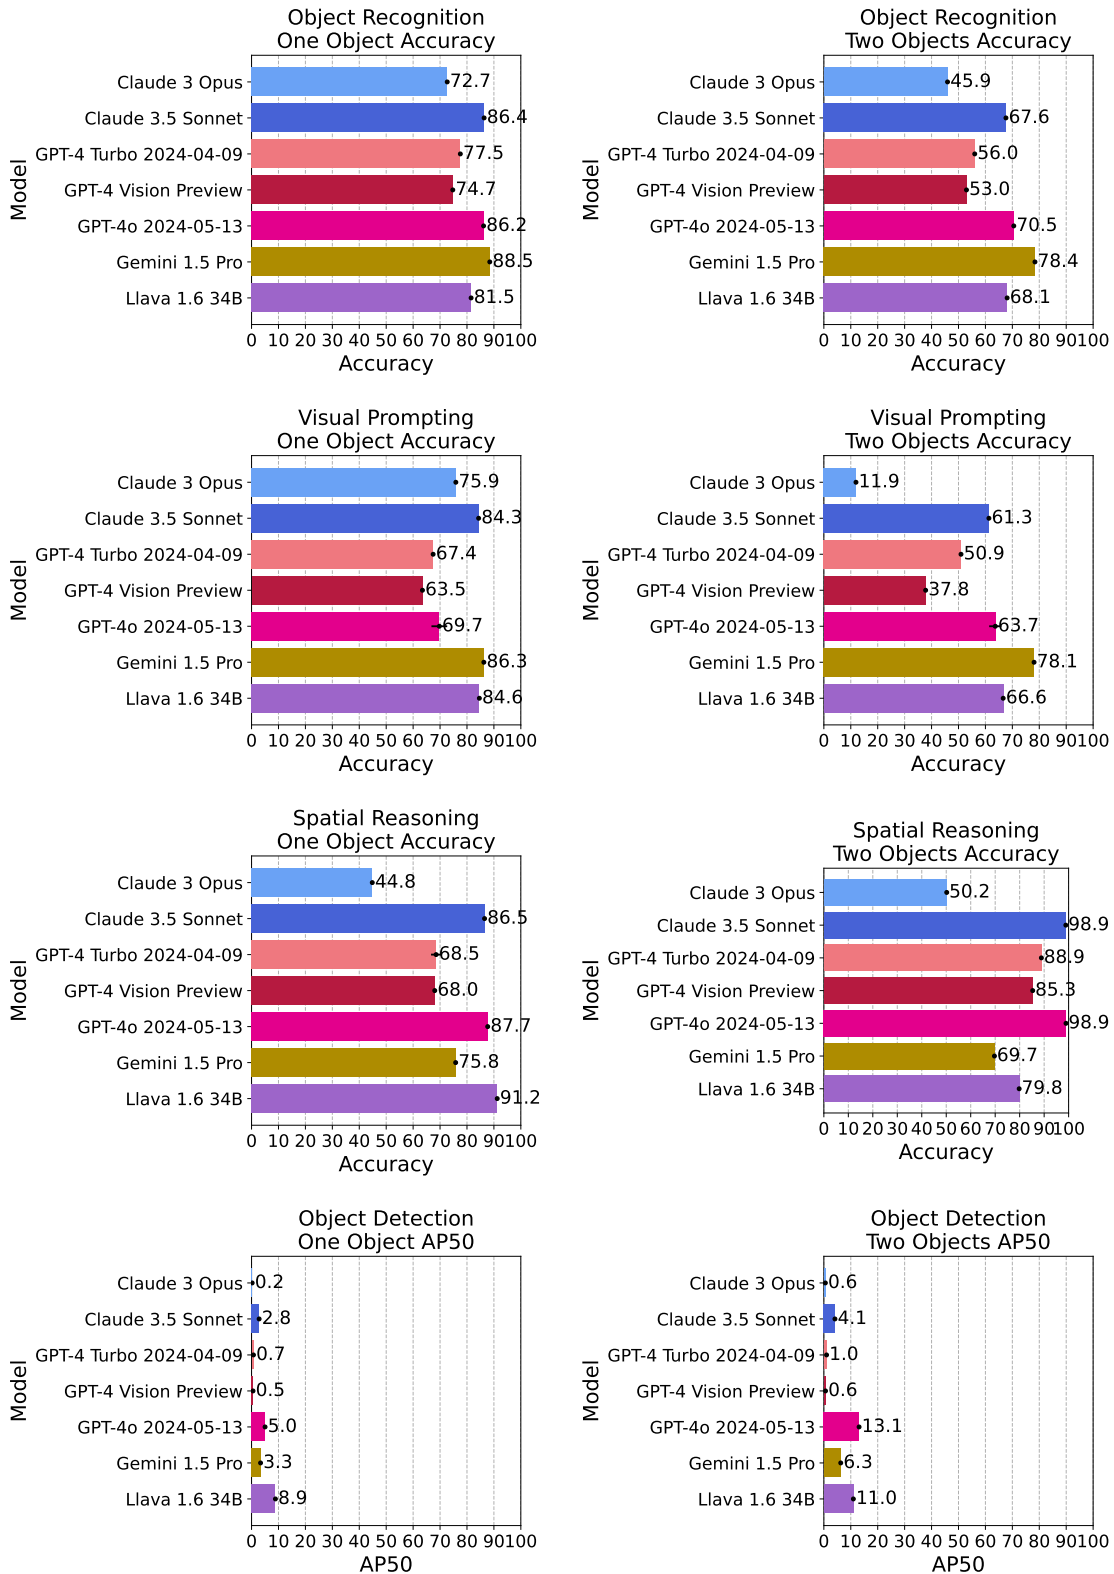 Object Recognition
One Object Accuracy
Model
Claude 3 Opus
72.7
Claude 3.5 Sonnet
86.4
GPT-4 Turbo 2024-04-09
77.5
GPT-4 Vision Preview
74.7
GPT-4o 2024-05-13
86.2
Gemini 1.5 Pro
88.5
Llava 1.6 34B
81.5
0 10 20 30 40 50 60 70 80 90 100
Accuracy
Object Recognition
Two Objects Accuracy
Model
Claude 3 Opus
45.9
Claude 3.5 Sonnet
67.6
GPT-4 Turbo 2024-04-09
56.0
GPT-4 Vision Preview
53.0
GPT-4o 2024-05-13
70.5
Gemini 1.5 Pro
78.4
Llava 1.6 34B
68.1
0 10 20 30 40 50 60 70 80 90 100
Accuracy
Visual Prompting
One Object Accuracy
Model
Claude 3 Opus
75.9
Claude 3.5 Sonnet
84.3
GPT-4 Turbo 2024-04-09
67.4
GPT-4 Vision Preview
63.5
GPT-4o 2024-05-13
69.7
Gemini 1.5 Pro
86.3
Llava 1.6 34B
84.6
0 10 20 30 40 50 60 70 80 90 100
Accuracy
Visual Prompting
Two Objects Accuracy
Model
Claude 3 Opus
11.9
Claude 3.5 Sonnet
61.3
GPT-4 Turbo 2024-04-09
50.9
GPT-4 Vision Preview
37.8
GPT-4o 2024-05-13
63.7
Gemini 1.5 Pro
78.1
Llava 1.6 34B
66.6
0 10 20 30 40 50 60 70 80 90 100
Accuracy
Spatial Reasoning
One Object Accuracy
Model
Claude 3 Opus
44.8
Claude 3.5 Sonnet
86.5
GPT-4 Turbo 2024-04-09
68.5
GPT-4 Vision Preview
68.0
GPT-4o 2024-05-13
87.7
Gemini 1.5 Pro
75.8
Llava 1.6 34B
91.2
0 10 20 30 40 50 60 70 80 90 100
Accuracy
Spatial Reasoning
Two Objects Accuracy
Model
Claude 3 Opus
50.2
Claude 3.5 Sonnet
98.9
GPT-4 Turbo 2024-04-09
88.9
GPT-4 Vision Preview
85.3
GPT-4o 2024-05-13
98.9
Gemini 1.5 Pro
69.7
Llava 1.6 34B
79.8
0 10 20 30 40 50 60 70 80 90 100
Accuracy
Object Detection
One Object AP50
Model
Claude 3 Opus
0.2
Claude 3.5 Sonnet
2.8
GPT-4 Turbo 2024-04-09
0.7
GPT-4 Vision Preview
0.5
GPT-4o 2024-05-13
5.0
Gemini 1.5 Pro
3.3
Llava 1.6 34B
8.9
0 10 20 30 40 50 60 70 80 90 100
AP50
Object Detection
Two Objects AP50
Model
Claude 3 Opus
0.6
Claude 3.5 Sonnet
4.1
GPT-4 Turbo 2024-04-09
1.0
GPT-4 Vision Preview
0.6
GPT-4o 2024-05-13
13.1
Gemini 1.5 Pro
6.3
Llava 1.6 34B
11.0
0 10 20 30 40 50 60 70 80 90 100
AP50